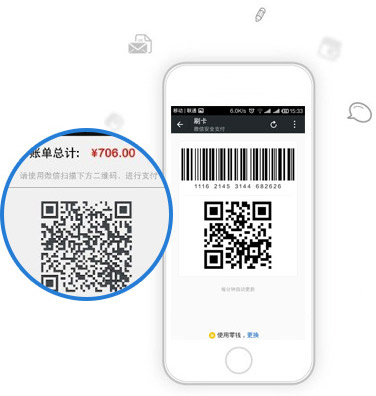 账单总计: ¥706.00
请使用微信扫描下方二维码，进行支付
移动 | 联通 6.0K/s 15:33
刷卡
微信安全支付
1116 2145 3144 682626
每分钟自动更新
使用零钱，更换